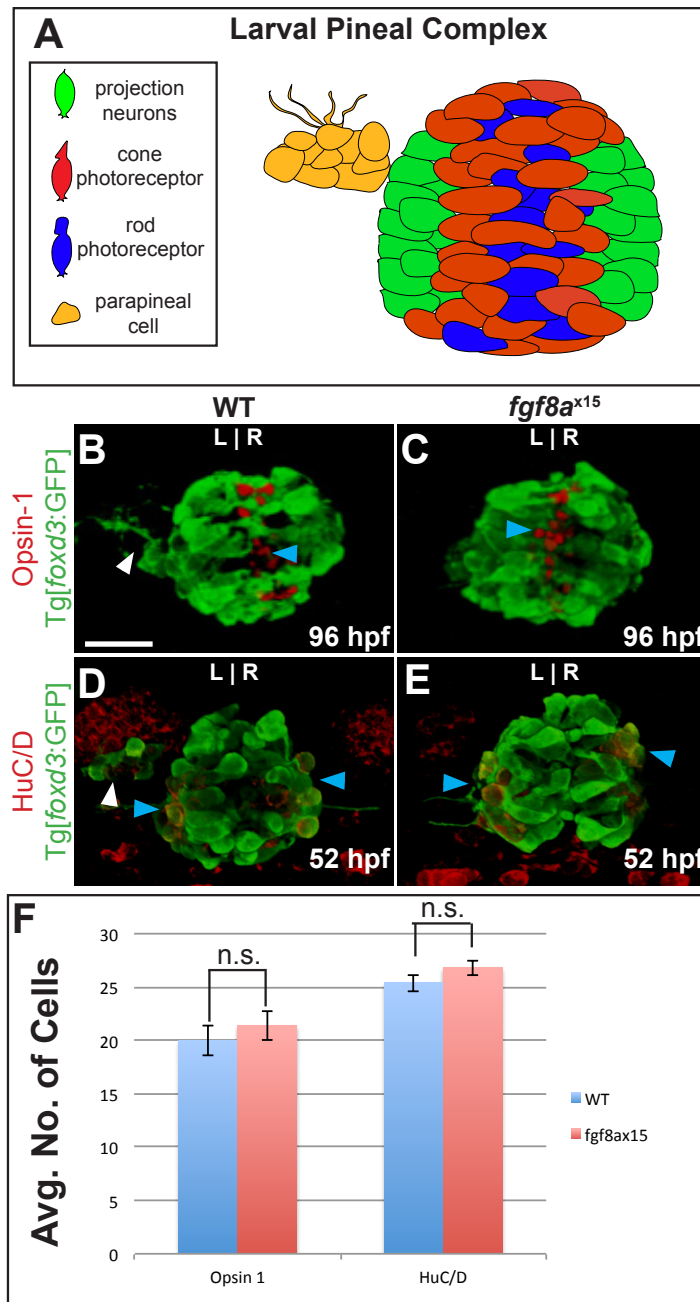 A
Larval Pineal Complex
projection
neurons
cone
photoreceptor
rod
photoreceptor
parapineal
cell
WT
fgf8a^x15
Opsin-1
Tg[foxd3:GFP]
B
L | R
96 hpf
C
L | R
96 hpf
HuC/D
Tg[foxd3:GFP]
D
L | R
52 hpf
E
L | R
52 hpf
F
Avg. No. of Cells
30
25
20
15
10
5
0
n.s.
n.s.
Opsin 1
HuC/D
WT
fgf8ax15